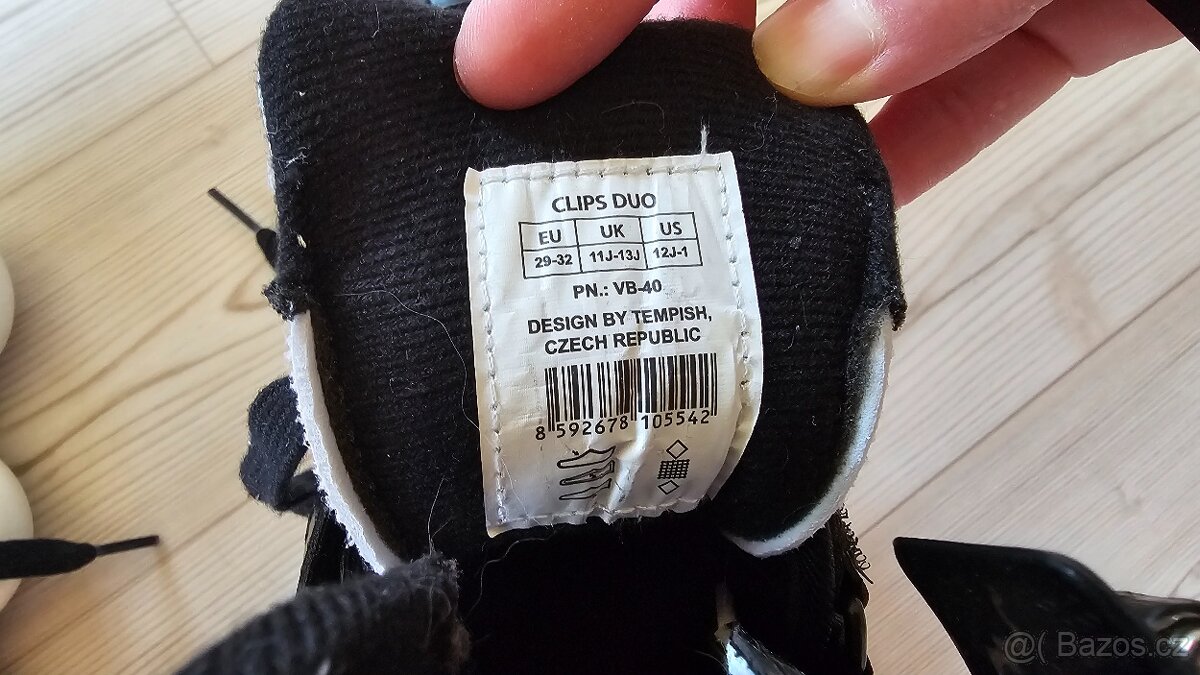 CLIPS DUO
EU UK US
29-32 11J-13J 12J-1
PN.: VB-40
DESIGN BY TEMPISH,
CZECH REPUBLIC
8 592678 105542
@( Bazos.cz